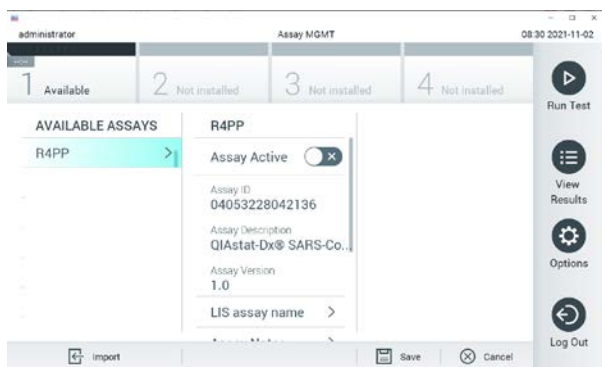 administrator Assay MGMT 08:30 2021-11-02
1 Available 2 Not installed 3 Not installed 4 Not installed
Run Test
AVAILABLE ASSAYS R4PP
R4PP Assay Active
View
Results
Assay ID
04053228042136
Assay Description
QIAstat-Dx® SARS-Co..
Options
Assay Version
1.0
LIS assay name
Log Out
Import Save Cancel